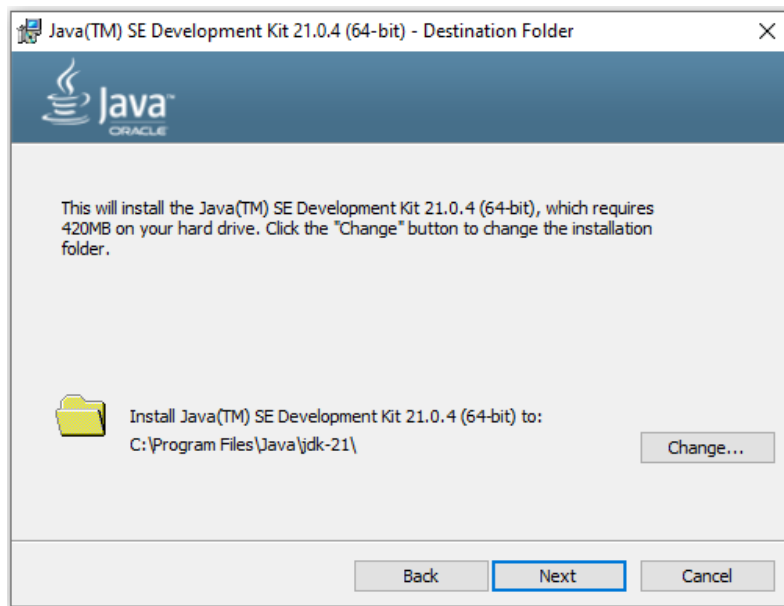 Java(TM) SE Development Kit 21.0.4 (64-bit) - Destination Folder
Java™
ORACLE
This will install the Java(TM) SE Development Kit 21.0.4 (64-bit), which requires
420MB on your hard drive. Click the "Change" button to change the installation
folder.
Install Java(TM) SE Development Kit 21.0.4 (64-bit) to:
C:\Program Files\Java\jdk-21\
Change...
Back
Next
Cancel